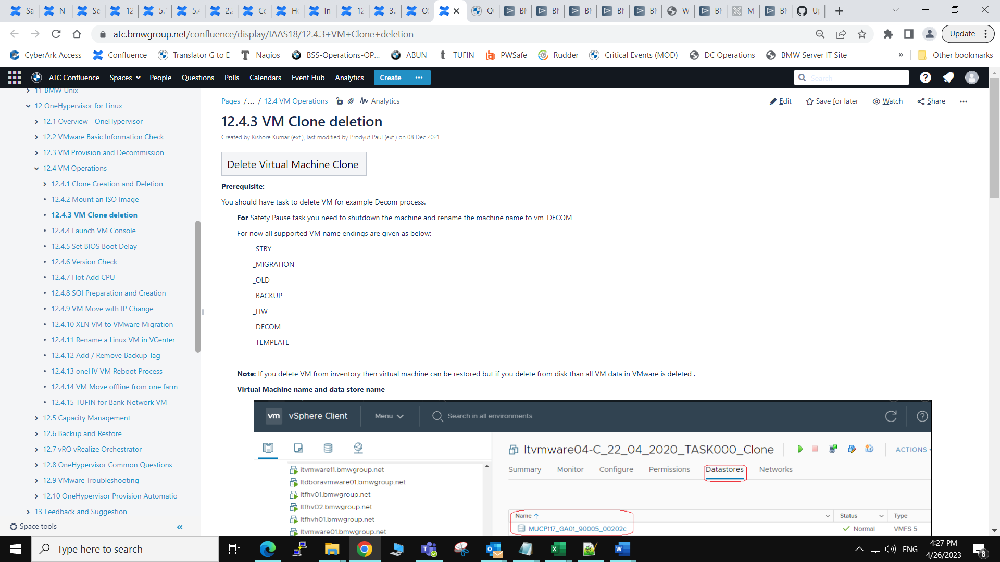 Sa
NT
Se
12
5.
5.4
2.2
Co
Ho
In
12
3.2
O
Q
BM
BM
BM
BM
BM
W
BM
M
BM
Up
atc.bmwgroup.net/confluence/display/IAAS18/12.4.3+VM+Clone+deletion
Update
CyberArk Access
Confluence
Translator G to E
Nagios
BSS-Operations-OP...
ABUN
TUFIN
PWSafe
Rudder
Critical Events (MOD)
DC Operations
BMW Server IT Site
»
Other bookmarks
ATC Confluence
Spaces
People
Questions
Polls
Calendars
Event Hub
Analytics
Create
Search
11 BMW Unix
12 OneHypervisor for Linux
12.1 Overview - OneHypervisor
12.2 VMware Basic Information Check
12.3 VM Provision and Decommission
12.4 VM Operations
12.4.1 Clone Creation and Deletion
12.4.2 Mount an ISO Image
12.4.3 VM Clone deletion
12.4.4 Launch VM Console
12.4.5 Set BIOS Boot Delay
12.4.6 Version Check
12.4.7 Hot Add CPU
12.4.8 SOI Preparation and Creation
12.4.9 VM Move with IP Change
12.4.10 XEN VM to VMware Migration
12.4.11 Rename a Linux VM in VCenter
12.4.12 Add / Remove Backup Tag
12.4.13 oneHV VM Reboot Process
12.4.14 VM Move offline from one farm
12.4.15 TUFIN for Bank Network VM
12.5 Capacity Management
12.6 Backup and Restore
12.7 vRO vRealize Orchestrator
12.8 OneHypervisor Common Questions
12.9 VMware Troubleshooting
12.10 OneHypervisor Provision Automatio
13 Feedback and Suggestion
Space tools
Pages /... / 12.4 VM Operations
Analytics
Edit
Save for later
Watch
Share
12.4.3 VM Clone deletion
Created by Kishore Kumar (ext.), last modified by Prodyut Paul (ext.) on 08 Dec 2021
Delete Virtual Machine Clone
Prerequisite:
You should have task to delete VM for example Decom process.
For Safety Pause task you need to shutdown the machine and rename the machine name to vm_DECOM
For now all supported VM name endings are given as below:
_STBY
_MIGRATION
_OLD
_BACKUP
_HW
_DECOM
_TEMPLATE
Note: If you delete VM from inventory then virtual machine can be restored but if you delete from disk than all VM data in VMware is deleted .
Virtual Machine name and data store name
vm vSphere Client
Menu
Search in all environments
itvmware11.bmwgroup.net
ltdboravmware01.bmwgroup.net
ltfhv01.bmwgroup.net
ltfhv02.bmwgroup.net
ltfhvh01.bmwgroup.net
ltvmware01.bmwgroup.net
ltvmware04-C_22_04_2020_TASK000_Clone
ACTIONS
Summary
Monitor
Configure
Permissions
Datastores
Networks
Name
Status
Type
MUCP117_GA01_90005_00202c
Normal
VMFS 5
Type here to search
ENG
4:27 PM
4/26/2023
8